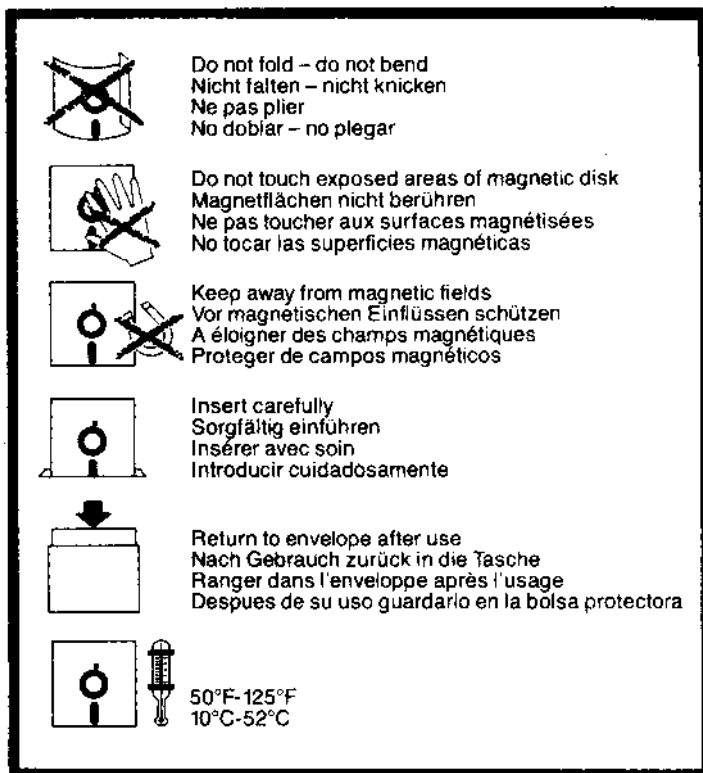 Do not fold – do not bend
Nicht falten – nicht knicken
Ne pas plier
No doblar – no plegar
Do not touch exposed areas of magnetic disk
Magnetflächen nicht berühren
Ne pas toucher aux surfaces magnétisées
No tocar las superficies magnéticas
Keep away from magnetic fields
Vor magnetischen Einflüssen schützen
A éloigner des champs magnétiques
Proteger de campos magnéticos
Insert carefully
Sorgfältig einführen
Insérer avec soin
Introducir cuidadosamente
Return to envelope after use
Nach Gebrauch zurück in die Tasche
Ranger dans l'enveloppe après l'usage
Despues de su uso guardarlo en la bolsa protectora
50°F-125°F
10°C-52°C